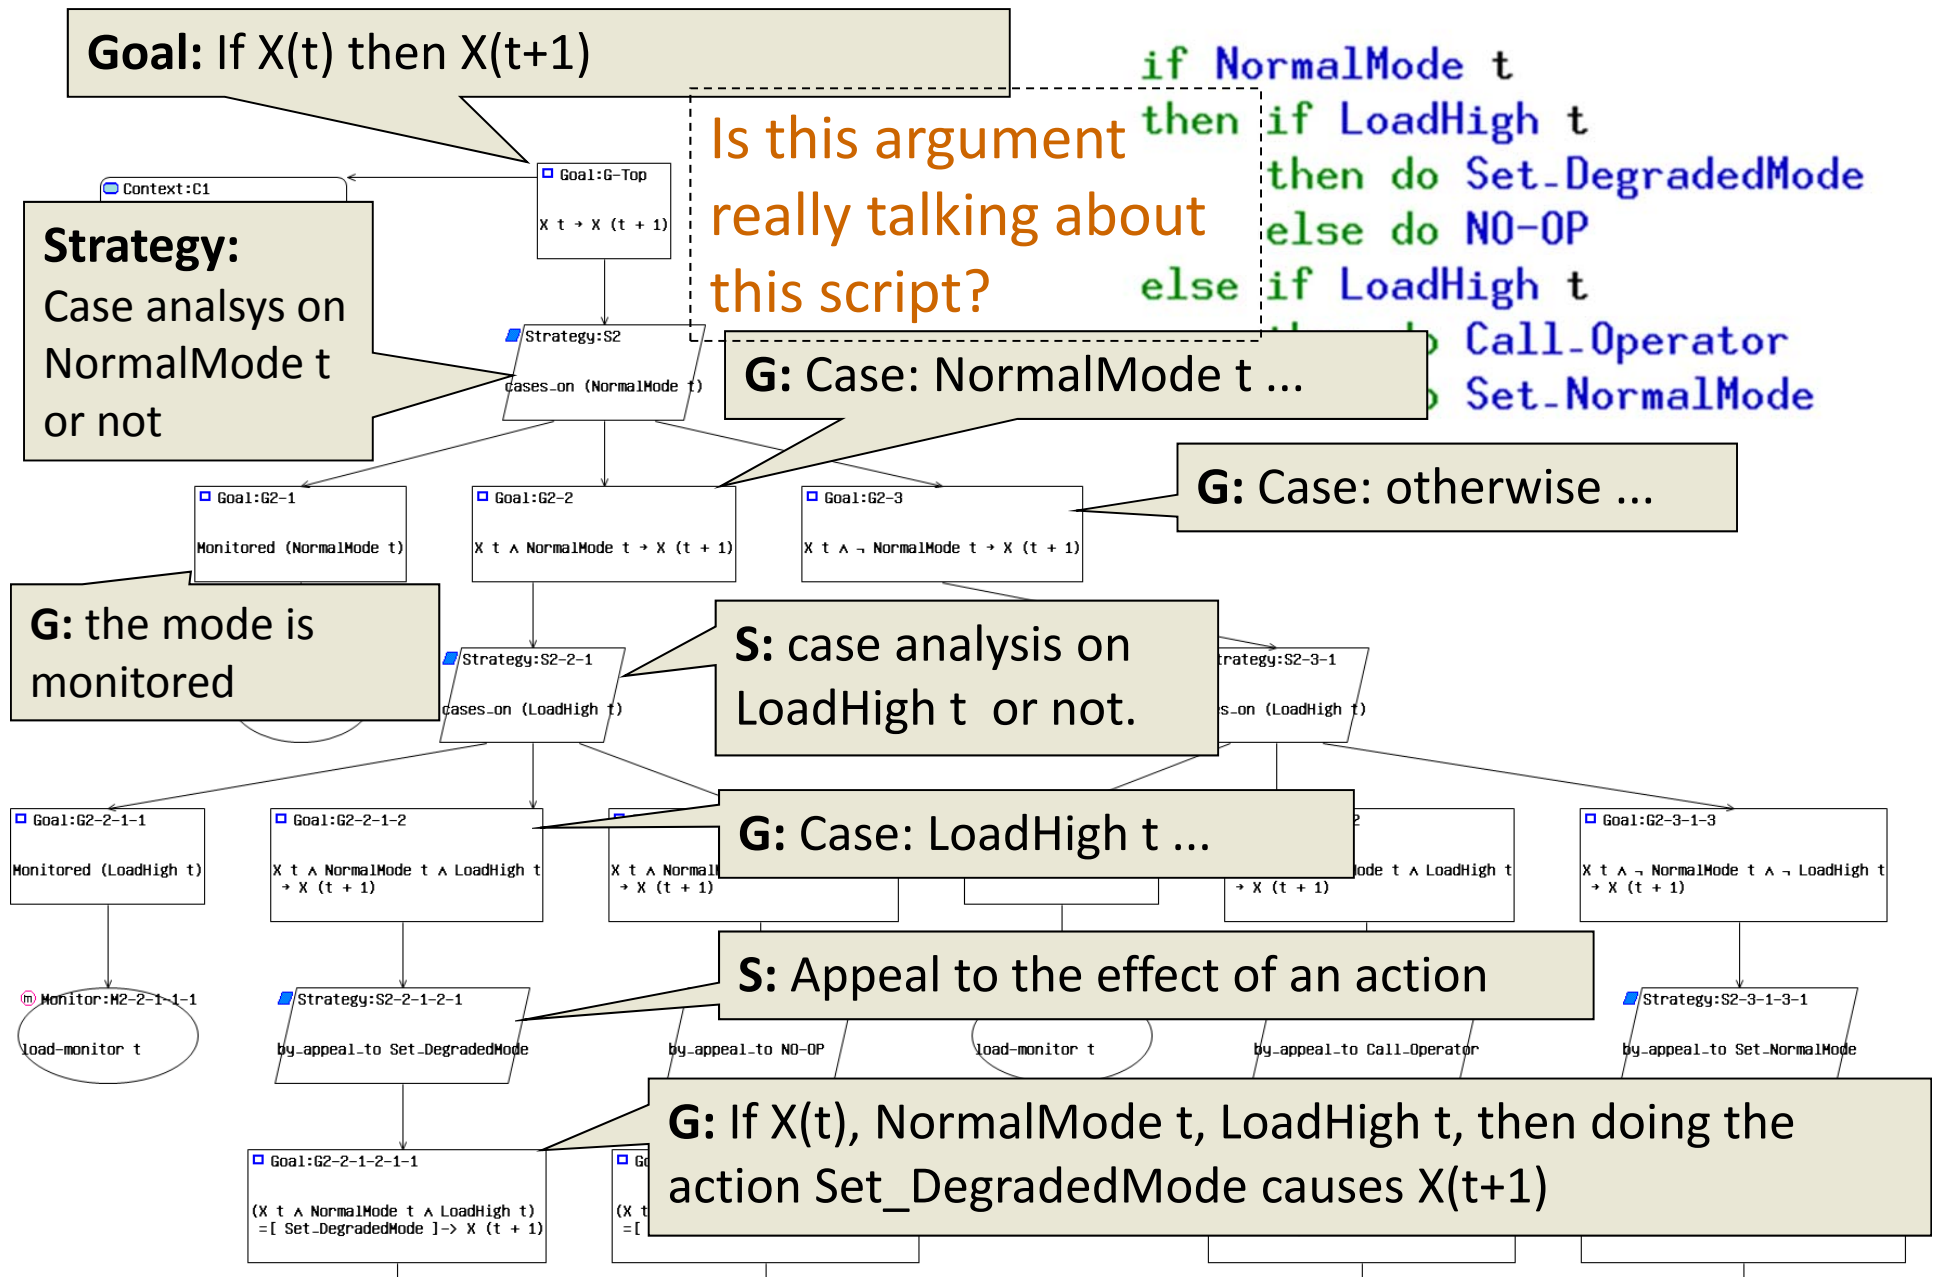 Goal: If X(t) then X(t+1)
if NormalMode t
then if LoadHigh t
then do Set_DegradedMode
else do NO-OP
else if LoadHigh t
Call_Operator
Set_NormalMode
Is this argument
really talking about
this script?
Context:C1
Goal:G-Top
X t → X (t + 1)
Strategy:
Case analsys on
NormalMode t
or not
Strategy:S2
cases_on (NormalMode t)
G: Case: NormalMode t ...
G: Case: otherwise ...
Goal:G2-1
Monitored (NormalMode t)
Goal:G2-2
X t ∧ NormalMode t → X (t + 1)
Goal:G2-3
X t ∧ ¬ NormalMode t → X (t + 1)
G: the mode is
monitored
Strategy:S2-2-1
cases_on (LoadHigh t)
S: case analysis on
LoadHigh t or not.
trategy:S2-3-1
s_on (LoadHigh t)
Goal:G2-2-1-1
Monitored (LoadHigh t)
Goal:G2-2-1-2
X t ∧ NormalMode t ∧ LoadHigh t
→ X (t + 1)
X t ∧ Normal
→ X (t + 1)
G: Case: LoadHigh t ...
2
ode t ∧ LoadHigh t
→ X (t + 1)
Goal:G2-3-1-3
X t ∧ ¬ NormalMode t ∧ ¬ LoadHigh t
→ X (t + 1)
S: Appeal to the effect of an action
Monitor:M2-2-1-1-1
load-monitor t
Strategy:S2-2-1-2-1
by_appeal_to Set_DegradedMode
by_appeal_to NO-OP
load-monitor t
by_appeal_to Call_Operator
Strategy:S2-3-1-3-1
by_appeal_to Set_NormalMode
G: If X(t), NormalMode t, LoadHigh t, then doing the
action Set_DegradedMode causes X(t+1)
Goal:G2-2-1-2-1-1
(X t ∧ NormalMode t ∧ LoadHigh t)
=[ Set_DegradedMode ]-> X (t + 1)
Go
(X t
=[